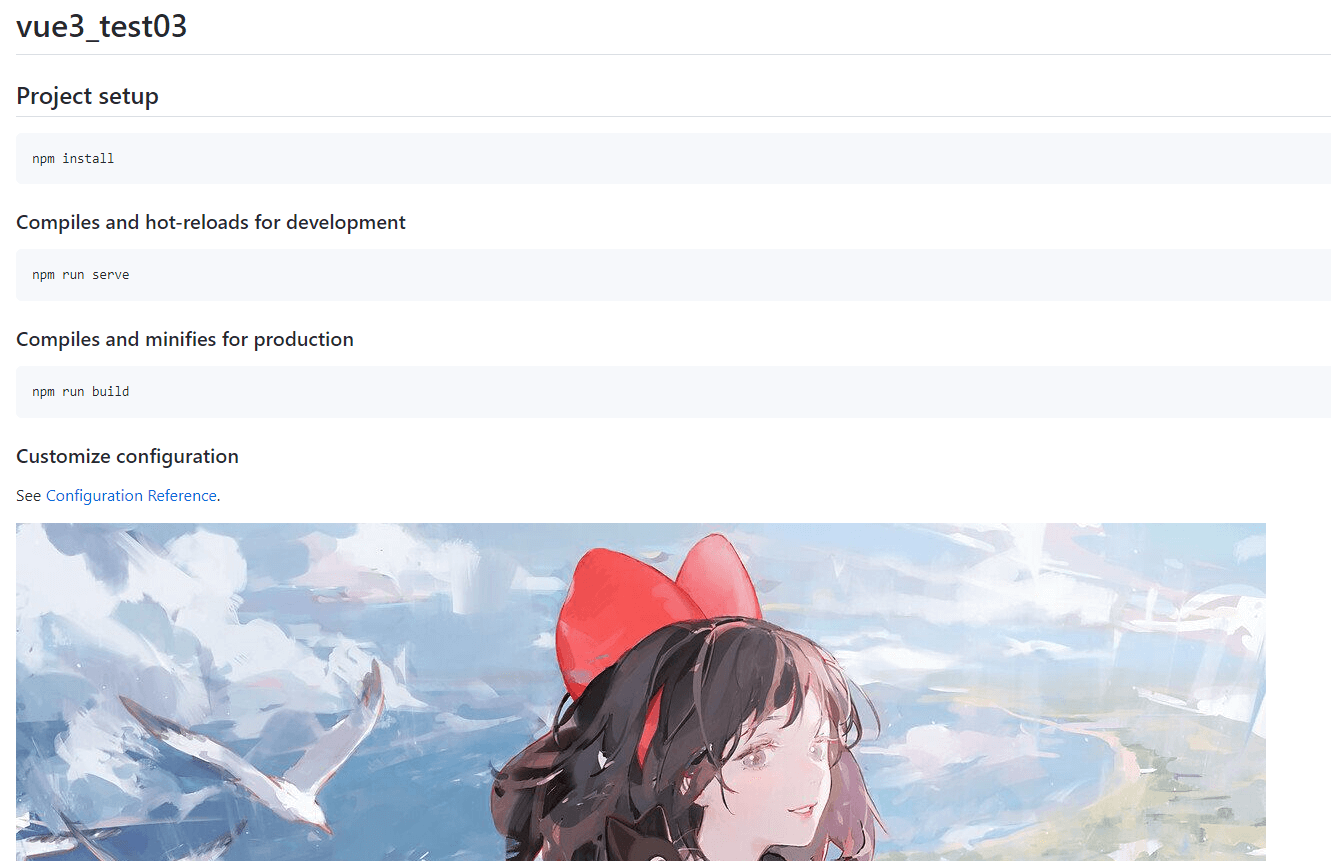 vue3_test03
Project setup
npm install
Compiles and hot-reloads for development
npm run serve
Compiles and minifies for production
npm run build
Customize configuration
See Configuration Reference.